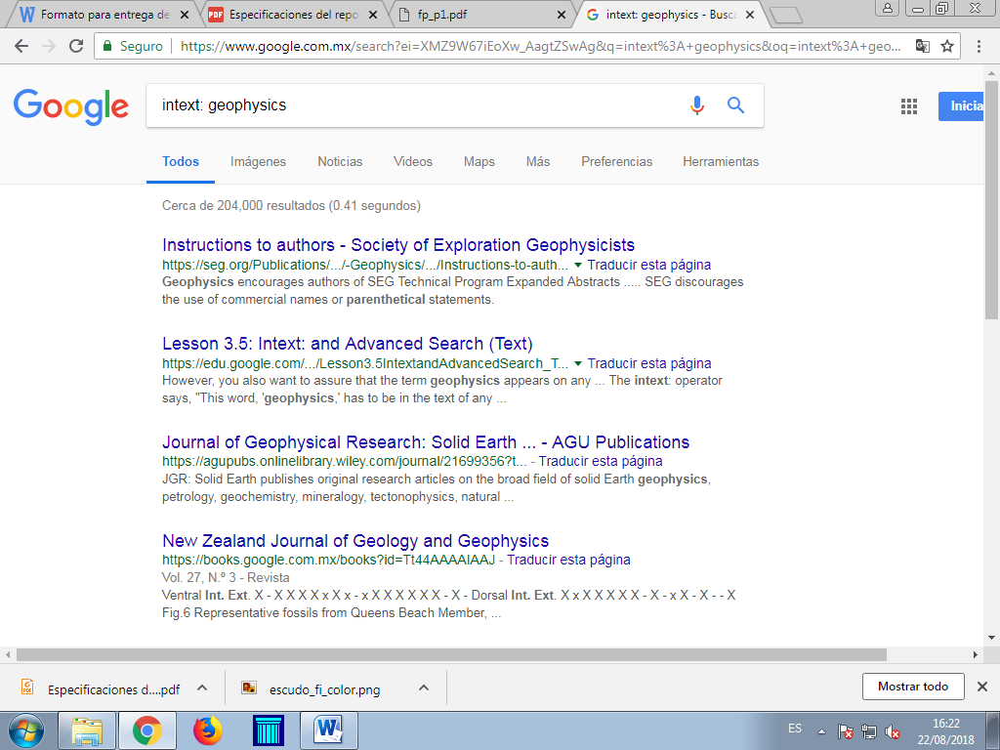 Formato para entrega de
Especificaciones del repo
fp_p1.pdf
intext: geophysics - Busca
Seguro
https://www.google.com.mx/search?ei=XMZ9W67iEoXw_AagtZSwAg&q=intext%3A+geophysics&oq=intext%3A+geo...
Google
intext: geophysics
Inicia
Todos
Imágenes
Noticias
Videos
Maps
Más
Preferencias
Herramientas
Cerca de 204,000 resultados (0.41 segundos)
Instructions to authors - Society of Exploration Geophysicists
https://seg.org/Publications/.../-Geophysics/.../Instructions-to-auth... ▼ Traducir esta página
Geophysics encourages authors of SEG Technical Program Expanded Abstracts ..... SEG discourages
the use of commercial names or parenthetical statements.
Lesson 3.5: Intext: and Advanced Search (Text)
https://edu.google.com/.../Lesson3.5IntextandAdvancedSearch_T... ▼ Traducir esta página
However, you also want to assure that the term geophysics appears on any ... The intext: operator
says, "This word, 'geophysics,' has to be in the text of any ...
Journal of Geophysical Research: Solid Earth ... - AGU Publications
https://agupubs.onlinelibrary.wiley.com/journal/21699356?t... - Traducir esta página
JGR: Solid Earth publishes original research articles on the broad field of solid Earth geophysics,
petrology, geochemistry, mineralogy, tectonophysics, natural ...
New Zealand Journal of Geology and Geophysics
https://books.google.com.mx/books?id=Tt44AAAAIAAJ - Traducir esta página
Vol. 27, N.º 3 - Revista
Ventral Int. Ext. X - X X X X x X x - x X X X X X X - X - Dorsal Int. Ext. X x X X X X X - X - x X - X - - X
Fig.6 Representative fossils from Queens Beach Member, ...
Especificaciones d....pdf
escudo_fi_color.png
Mostrar todo
ES
16:22
22/08/2018